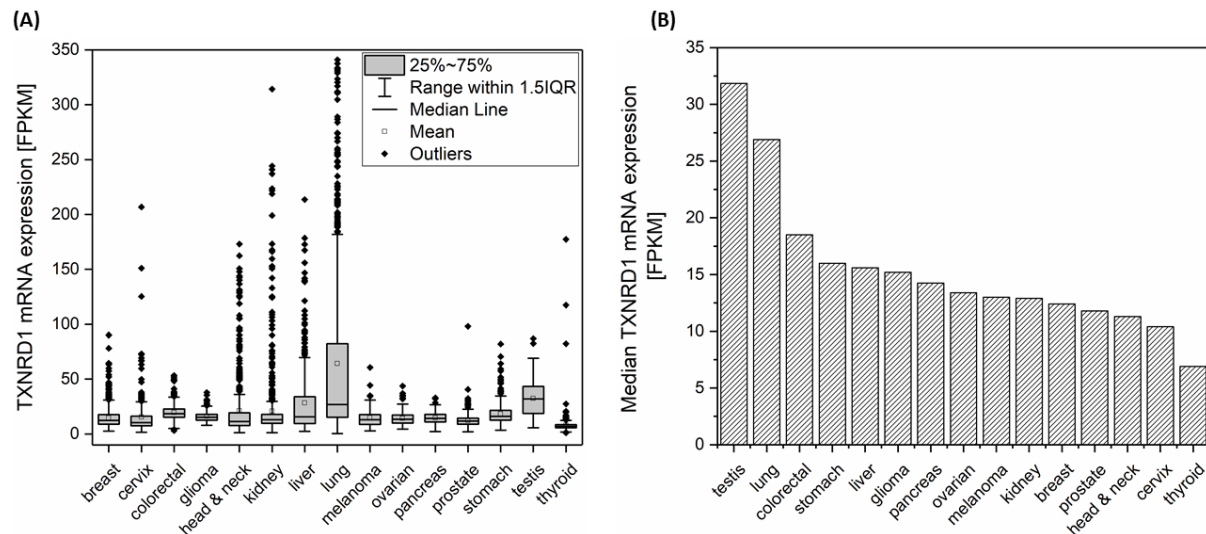 (A)
TXNRD1 mRNA expression [FPKM]
350
300
250
200
150
100
50
0
25%~75%
Range within 1.5IQR
Median Line
Mean
Outliers
breast
cervix
colorectal
glioma
head & neck
kidney
liver
lung
melanoma
ovarian
pancreas
prostate
stomach
testis
thyroid
(B)
Median TXNRD1 mRNA expression
[FPKM]
35
30
25
20
15
10
5
0
testis
lung
colorectal
stomach
liver
glioma
pancreas
ovarian
melanoma
kidney
breast
prostate
head & neck
cervix
thyroid